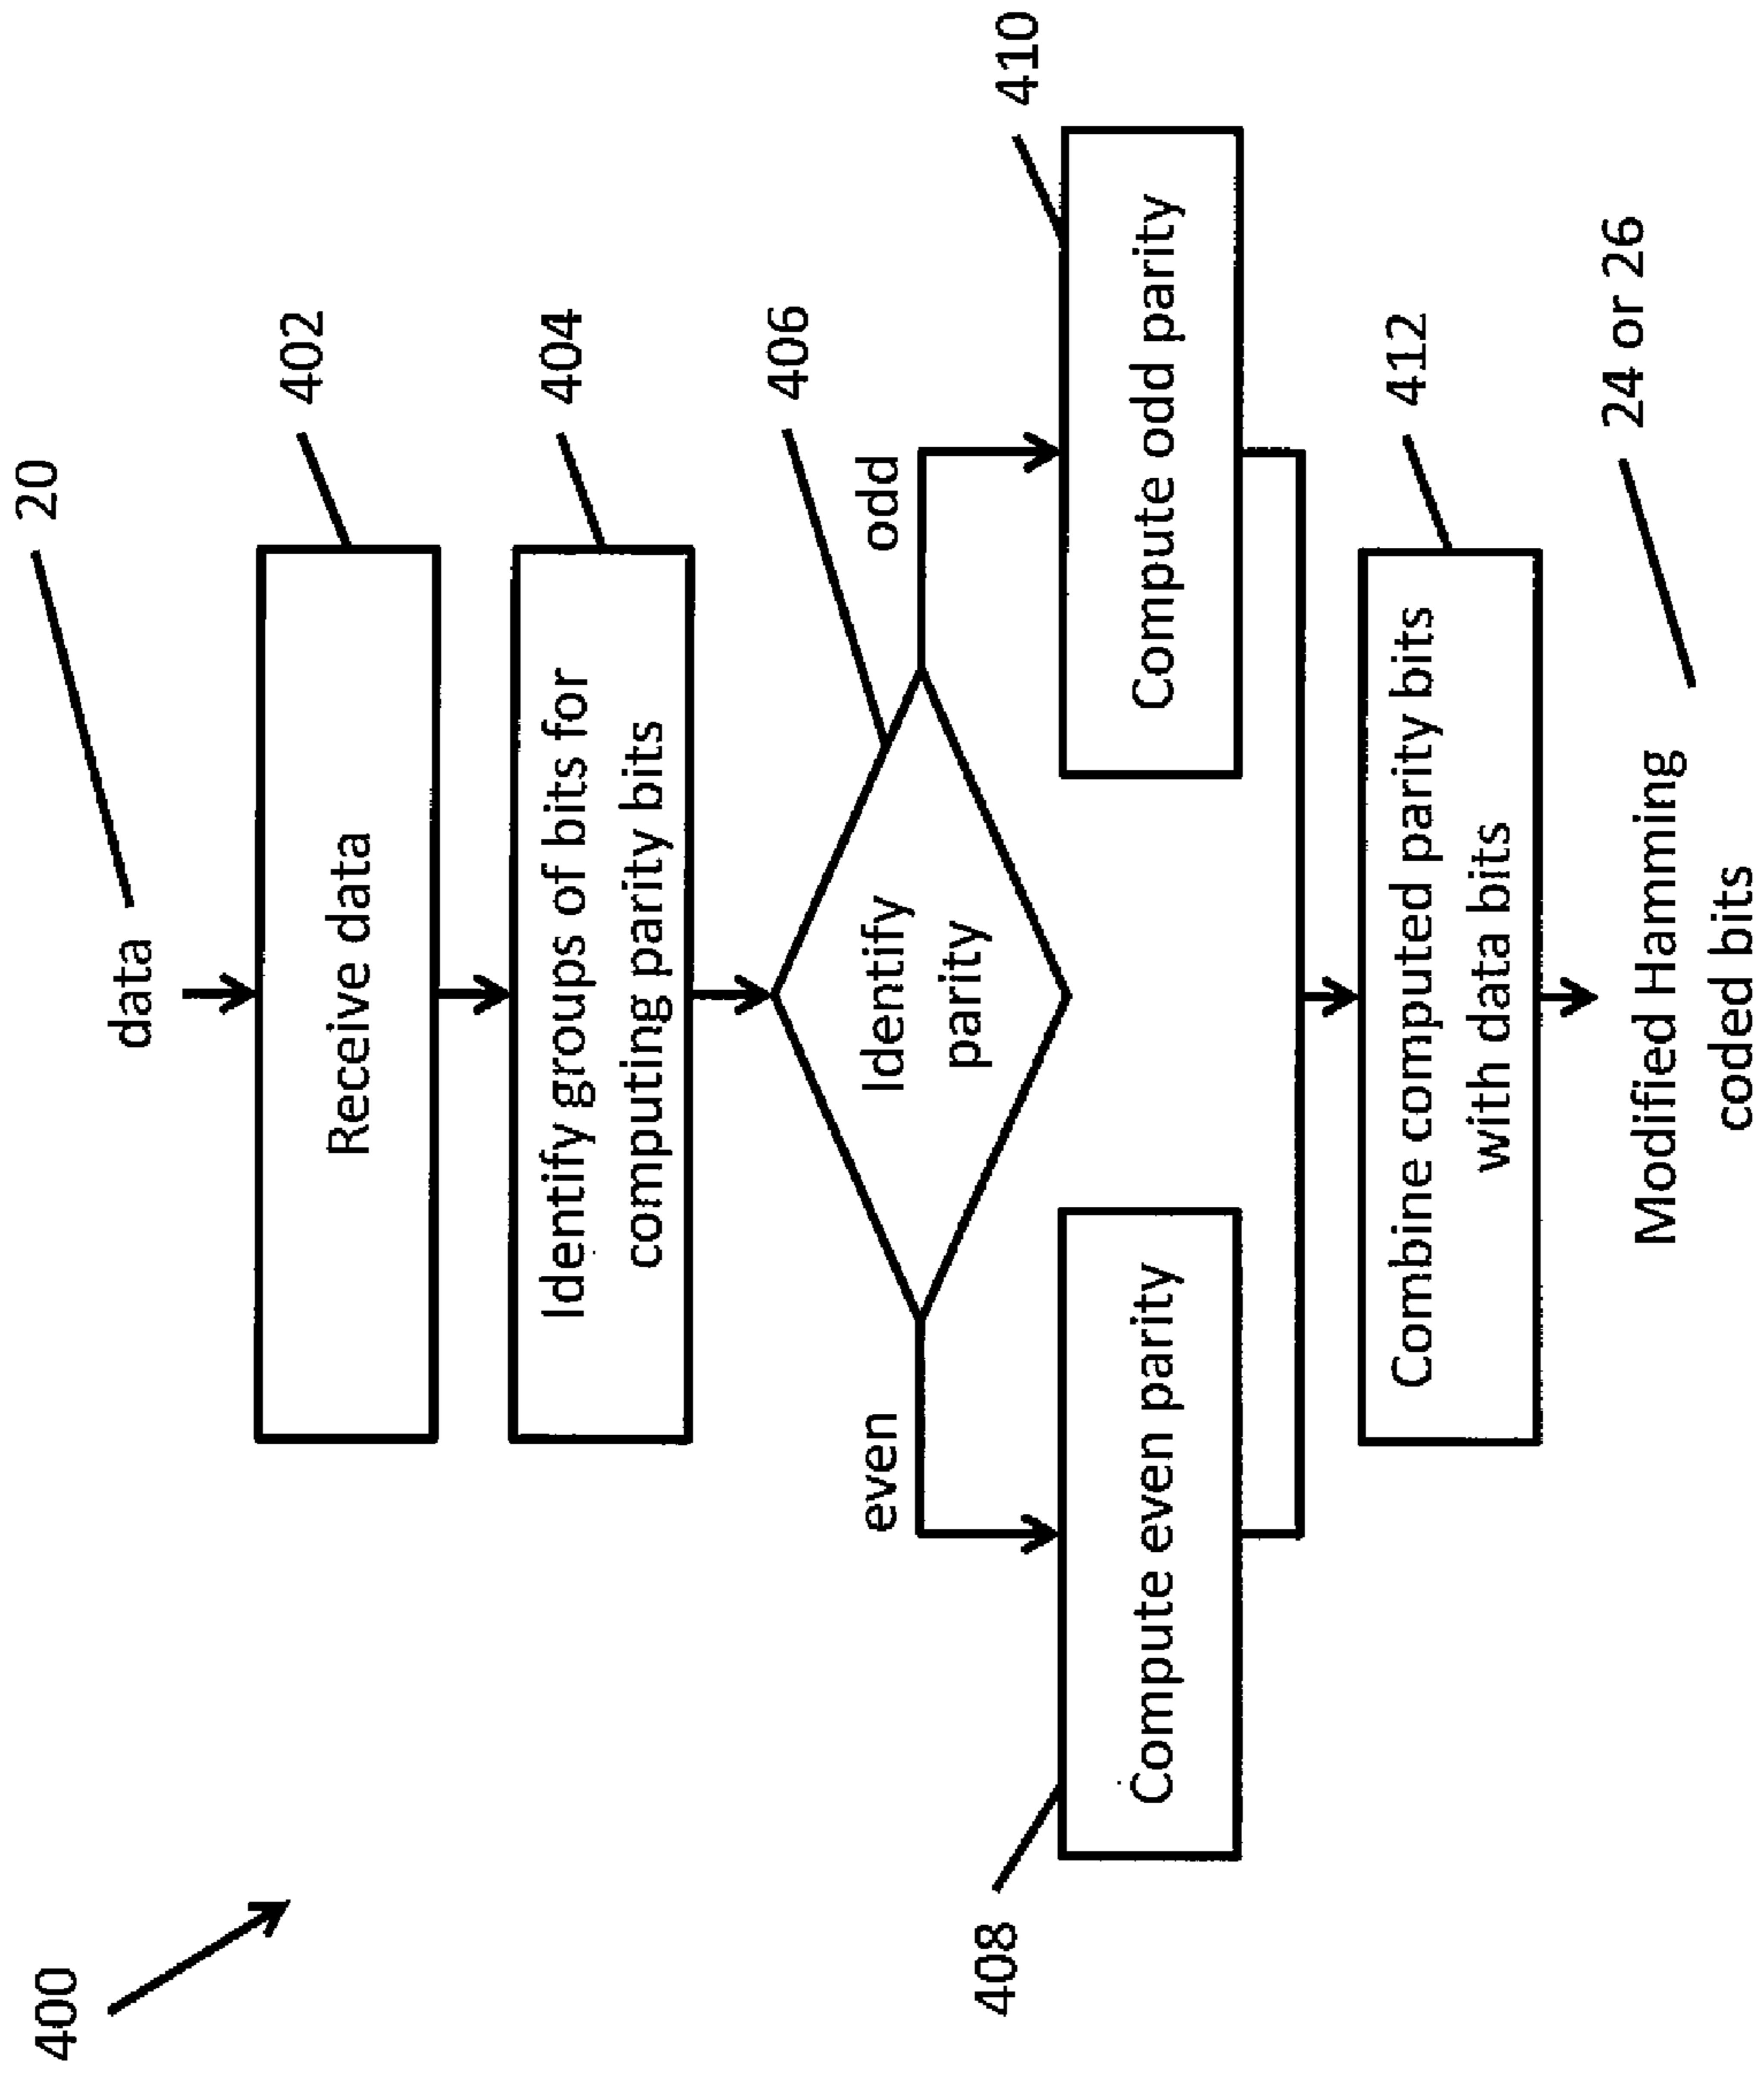 400
data
20
Receive data
402
Identify groups of bits for
computing parity bits
404
Identify
parity
406
even
odd
408
Compute even parity
Compute odd parity
410
Combine computed parity bits
with data bits
412
Modified Hamming
coded bits
24 or 26